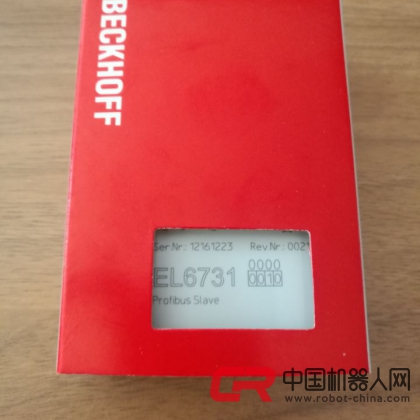 BECKHOFF
Ser Nr: 12161223 Rev Nr: 0021
EL6731 0000
0010
Profibus Slave
中国机器人网
www.robot-china.com